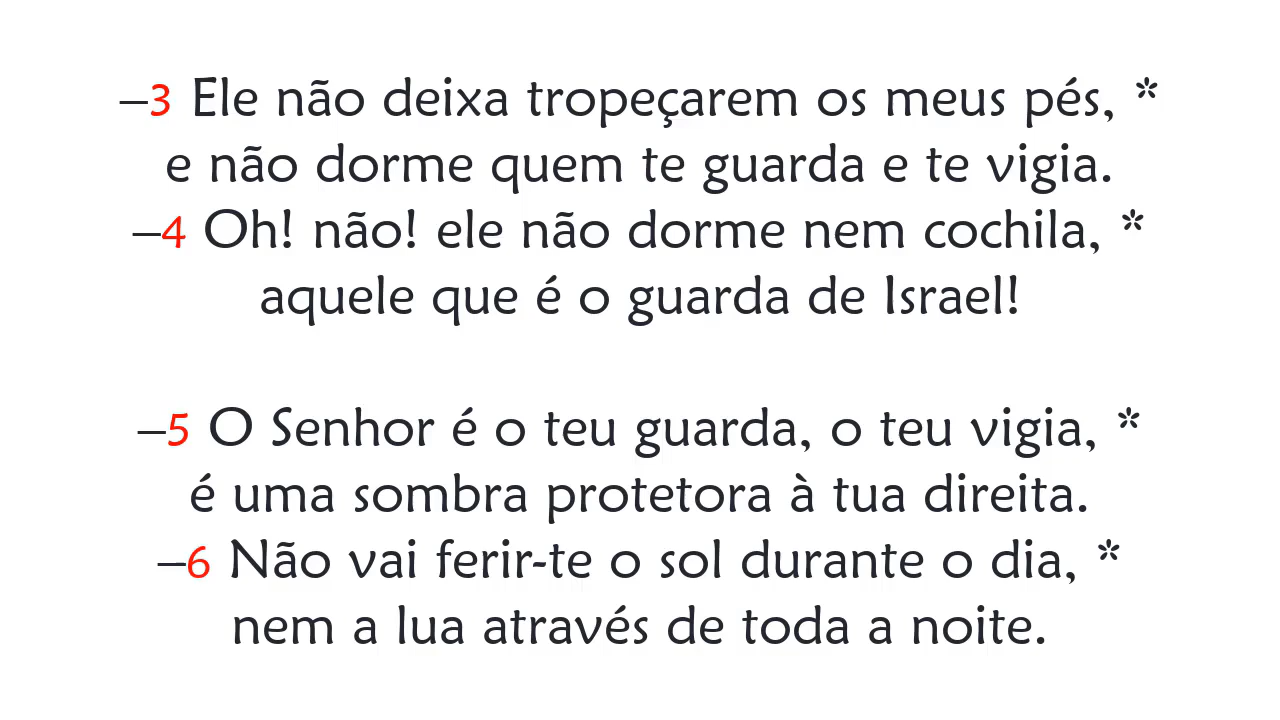 –3 Ele não deixa tropeçarem os meus pés, *
e não dorme quem te guarda e te vigia.
–4 Oh! não! ele não dorme nem cochila, *
aquele que é o guarda de Israel!
–5 O Senhor é o teu guarda, o teu vigia, *
é uma sombra protetora à tua direita.
–6 Não vai ferir-te o sol durante o dia, *
nem a lua através de toda a noite.